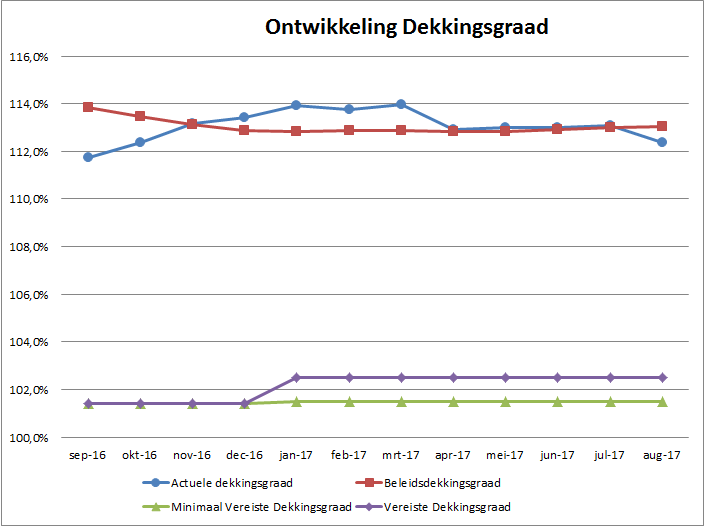 Ontwikkeling Dekkingsgraad
116,0%
114,0%
112,0%
110,0%
108,0%
106,0%
104,0%
102,0%
100,0%
sep-16 okt-16 nov-16 dec-16 jan-17 feb-17 mrt-17 apr-17 mei-17 jun-17 jul-17 aug-17
Actuele dekkingsgraad Beleidsdekkingsgraad
Minimaal Vereiste Dekkingsgraad Vereiste Dekkingsgraad